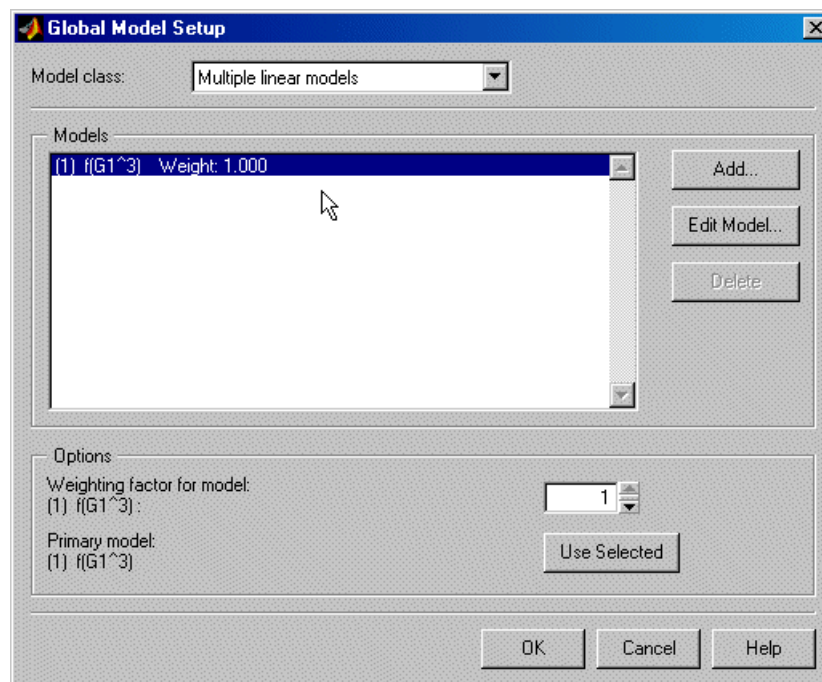 Global Model Setup
Model class: Multiple linear models
Models
(1) f(G1^3) Weight: 1.000
Add...
Edit Model...
Delete
Options
Weighting factor for model:
(1) f(G1^3) :
1
Primary model:
(1) f(G1^3)
Use Selected
OK Cancel Help